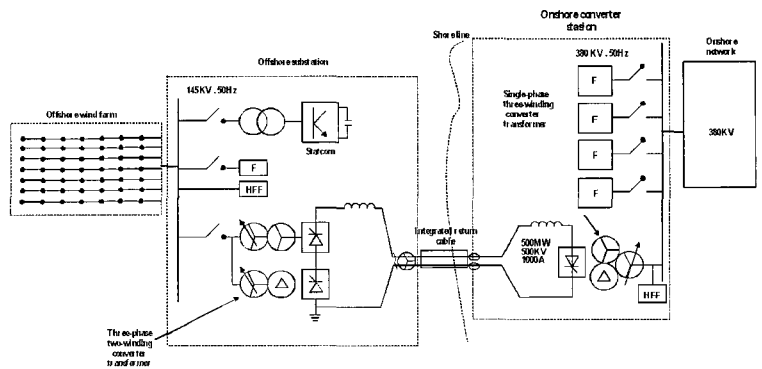 Onshore converter
station
Shoreline
Onshore
network
Offshore substation
380 KV . 50Hz
145KV . 50Hz
F
Single-phase
three-winding
converter
transformer
Offshore wind farm
F
380KV
Statcom
F
F
HFF
F
Integrated return
cable
500MW
500KV
1000A
HFF
Three-phase
two-winding
converter
transformer